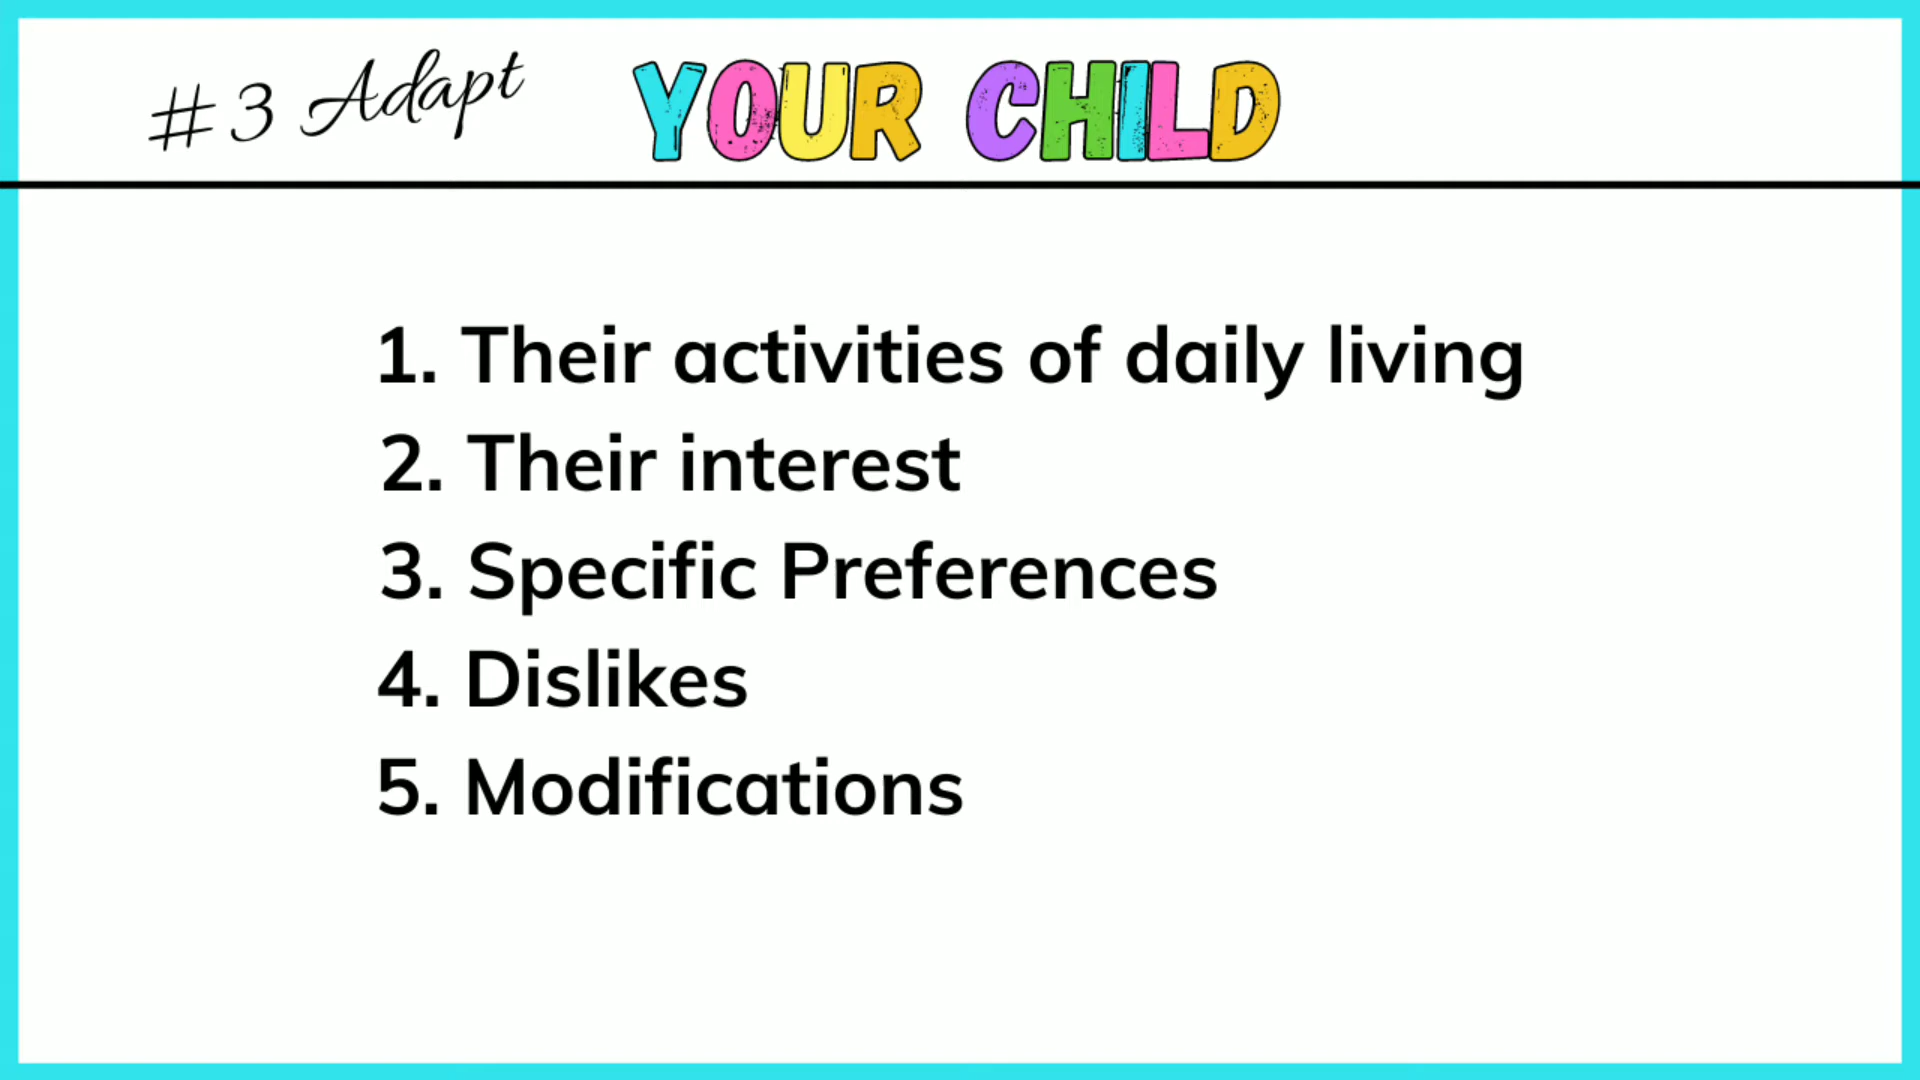 #3 Adapt YOUR CHILD
1. Their activities of daily living
2. Their interest
3. Specific Preferences
4. Dislikes
5. Modifications